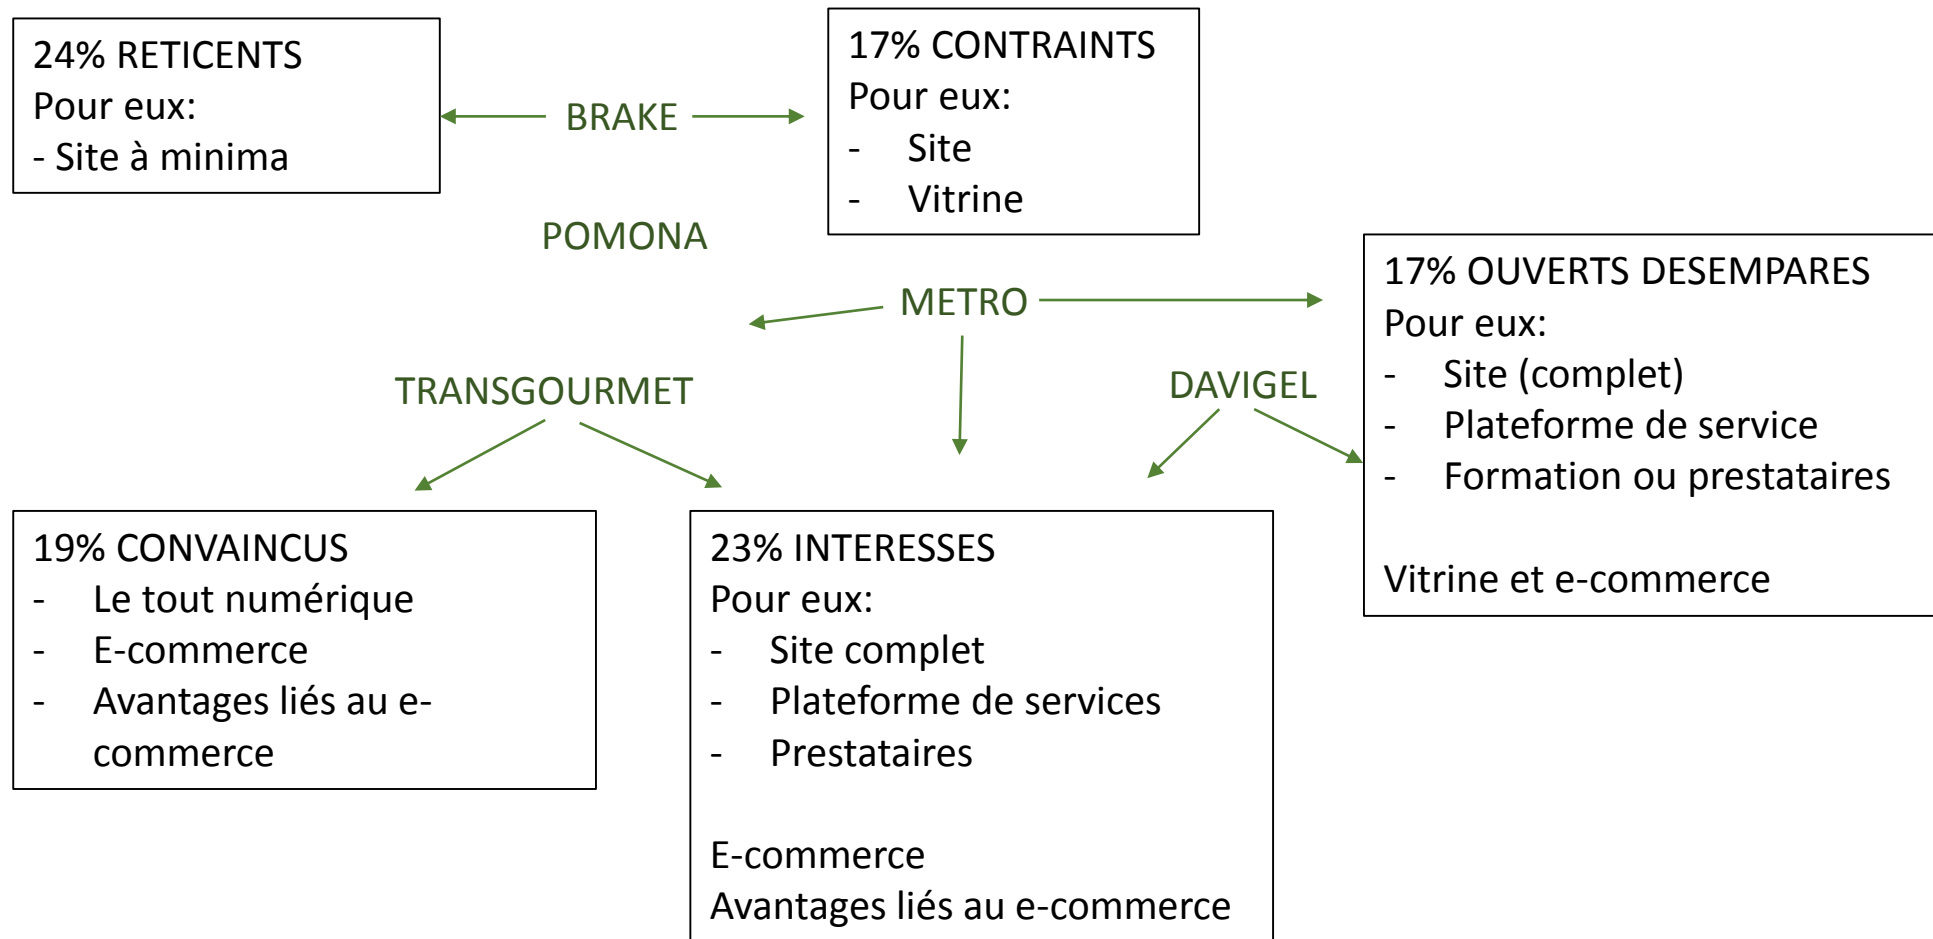 24% RETICENTS
Pour eux:
- Site à minima
BRAKE
17% CONTRAINTS
Pour eux:
- Site
- Vitrine
POMONA
METRO
17% OUVERTS DESEMPARES
Pour eux:
- Site (complet)
- Plateforme de service
- Formation ou prestataires
Vitrine et e-commerce
TRANSGOURMET
DAVIGEL
19% CONVAINCUS
- Le tout numérique
- E-commerce
- Avantages liés au e-
commerce
23% INTERESSES
Pour eux:
- Site complet
- Plateforme de services
- Prestataires
E-commerce
Avantages liés au e-commerce